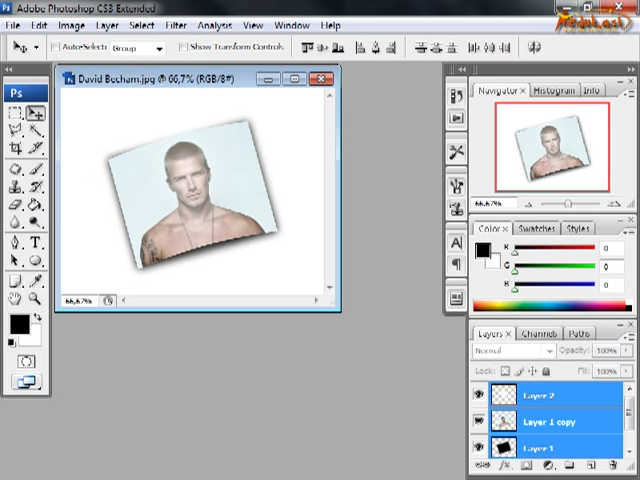 Ps Adobe Photoshop CS3 Extended
File Edit Image Layer Select Filter Analysis View Window Help
Auto-Select: Group Show Transform Controls
David Becham.jpg @ 66,7% (RGB/8#)
Ps
T
66,67%
A
Navigator x Histogram Info
66.67%
Color x Swatches Styles
R 0
G 0
B 0
Layers x Channels Paths
Normal Opacity: 100%
Lock: Fill: 100%
Layer 2
Layer 1 copy
Layer 1
fx